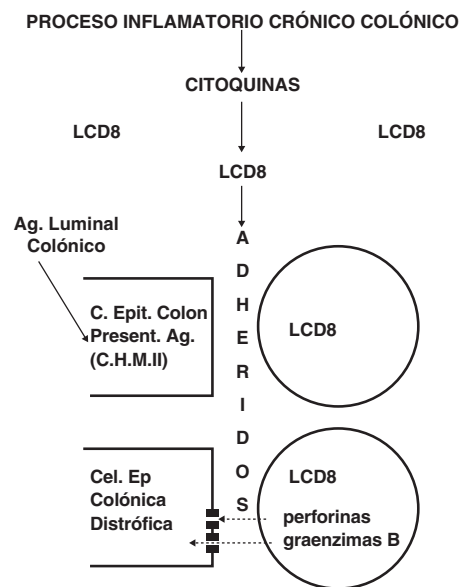 PROCESO INFLAMATORIO CRÓNICO COLÓNICO
CITOQUINAS
LCD8
LCD8
LCD8
Ag. Luminal
Colónico
ADHERIDOS
C. Epit. Colon
Present. Ag.
(C.H.M.II)
LCD8
Cel. Ep
Colónica
Distrófica
LCD8
perforinas
graenzimas B